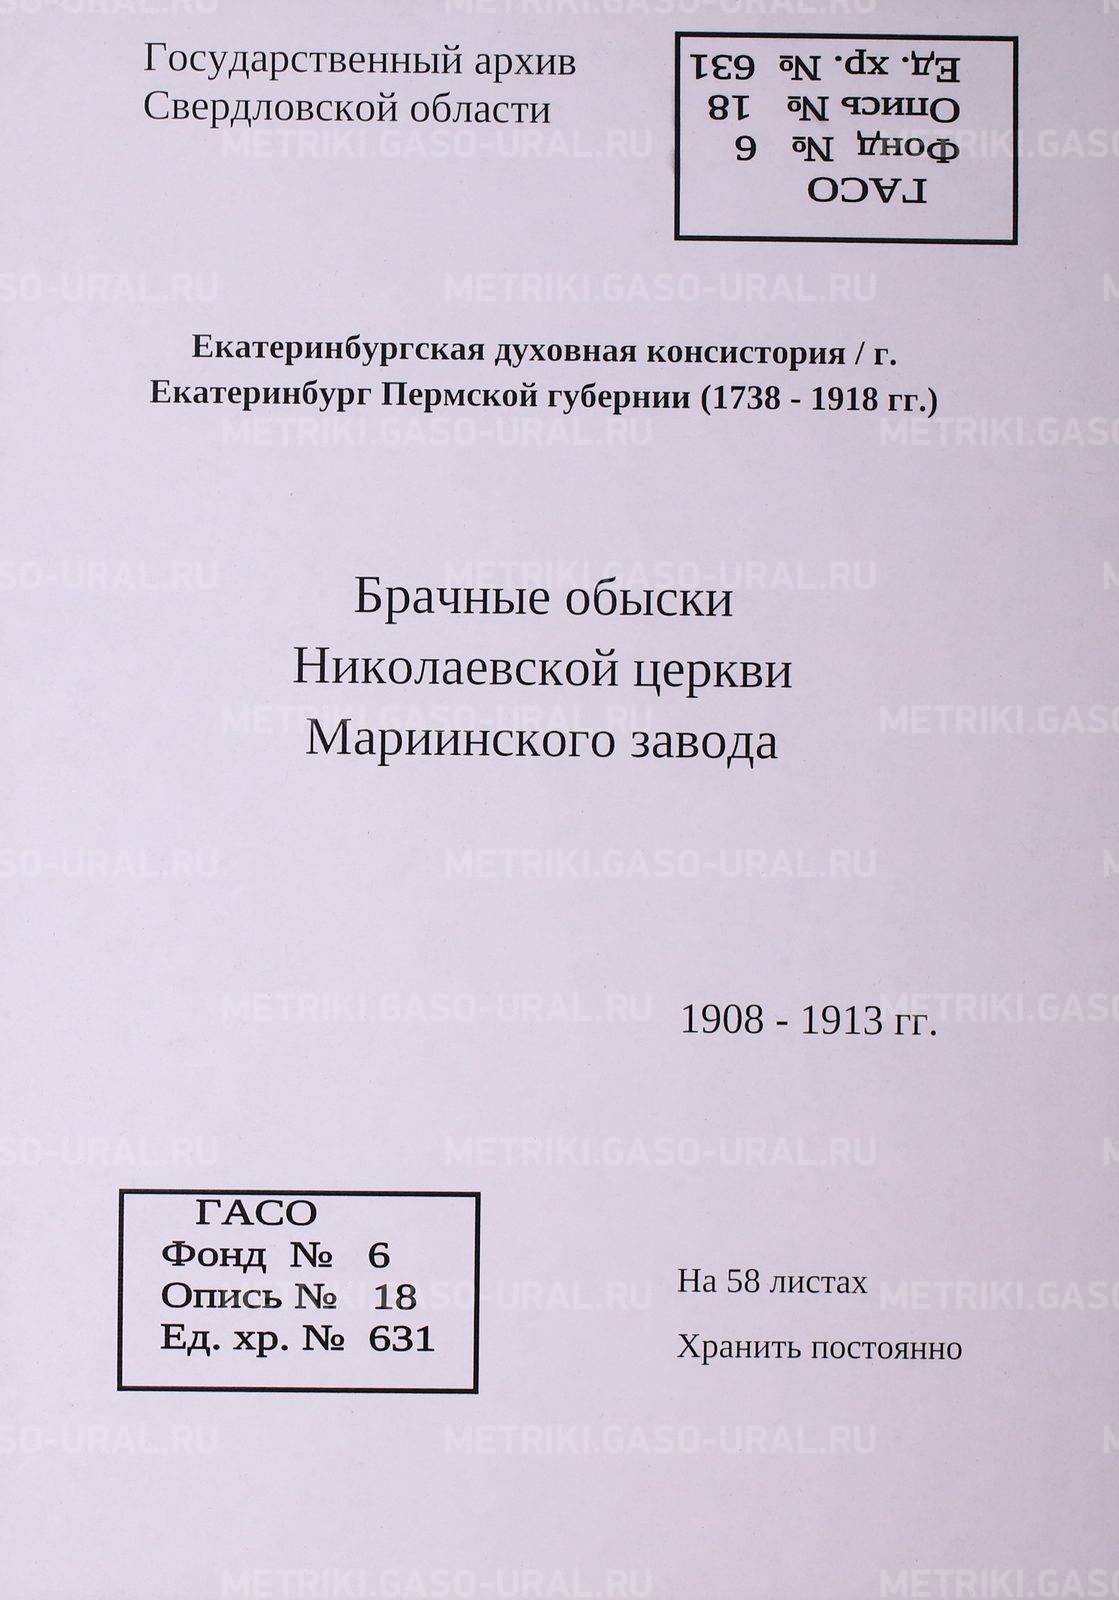 Государственный архив
Свердловской области
Ед. хр. № 631
Опись № 18
Фонд № 6
ГАСО
Екатеринбургская духовная консистория / г.
Екатеринбург Пермской губернии (1738 - 1918 гг.)
Брачные обыски
Николаевской церкви
Мариинского завода
1908 - 1913 гг.
ГАСО
Фонд № 6
Опись № 18
Ед. хр. № 631
На 58 листах
Хранить постоянно
METRIKI.GASO-URAL.RU